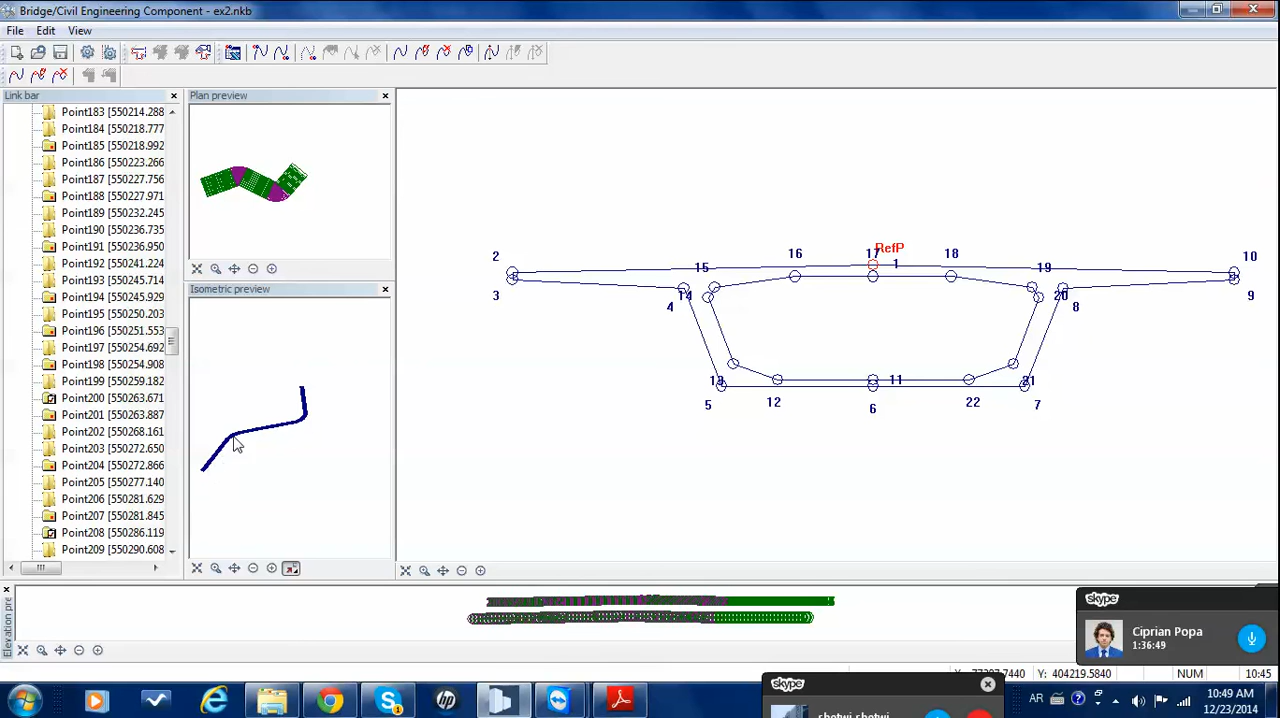 Bridge/Civil Engineering Component - ex2.nkb
File Edit View
Link bar
Point183 [550214.288
Point184 [550218.777
Point185 [550218.992
Point186 [550223.266
Point187 [550227.756
Point188 [550227.971
Point189 [550232.245
Point190 [550236.735
Point191 [550236.950
Point192 [550241.224
Point193 [550245.714
Point194 [550245.929
Point195 [550250.203
Point196 [550251.553
Point197 [550254.692
Point198 [550254.908
Point199 [550259.182
Point200 [550263.671
Point201 [550263.887
Point202 [550268.161
Point203 [550272.650
Point204 [550272.866
Point205 [550277.140
Point206 [550281.629
Point207 [550281.845
Point208 [550286.119
Point209 [550290.608
Plan preview
Isometric preview
RefP
2 15 16 17 18 1 19 10
3 4 14 20 8 9
13 11 21
5 12 6 22 7
Elevation pre
skype
Ciprian Popa
1:36:49
Y: 404219.5840 NUM 10:45
skype
AR
10:49 AM
12/23/2014